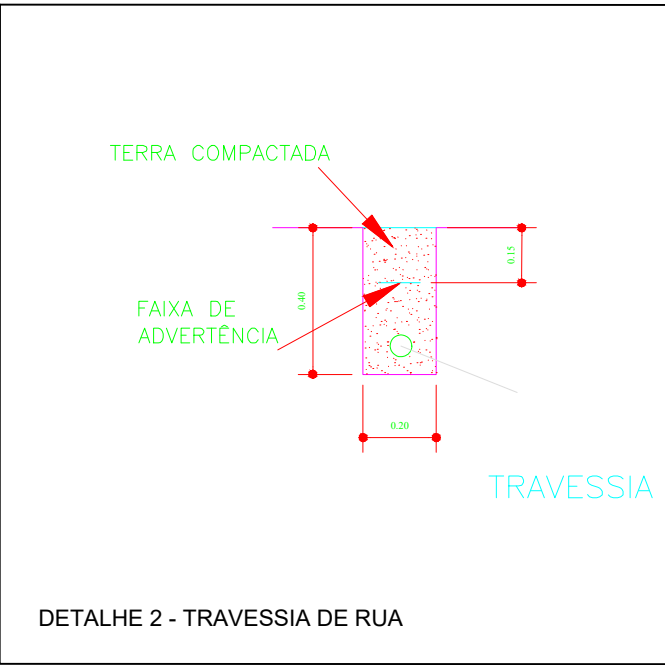 TERRA COMPACTADA
0.15
0.40
FAIXA DE
ADVERTÊNCIA
0.20
TRAVESSIA
DETALHE 2 - TRAVESSIA DE RUA